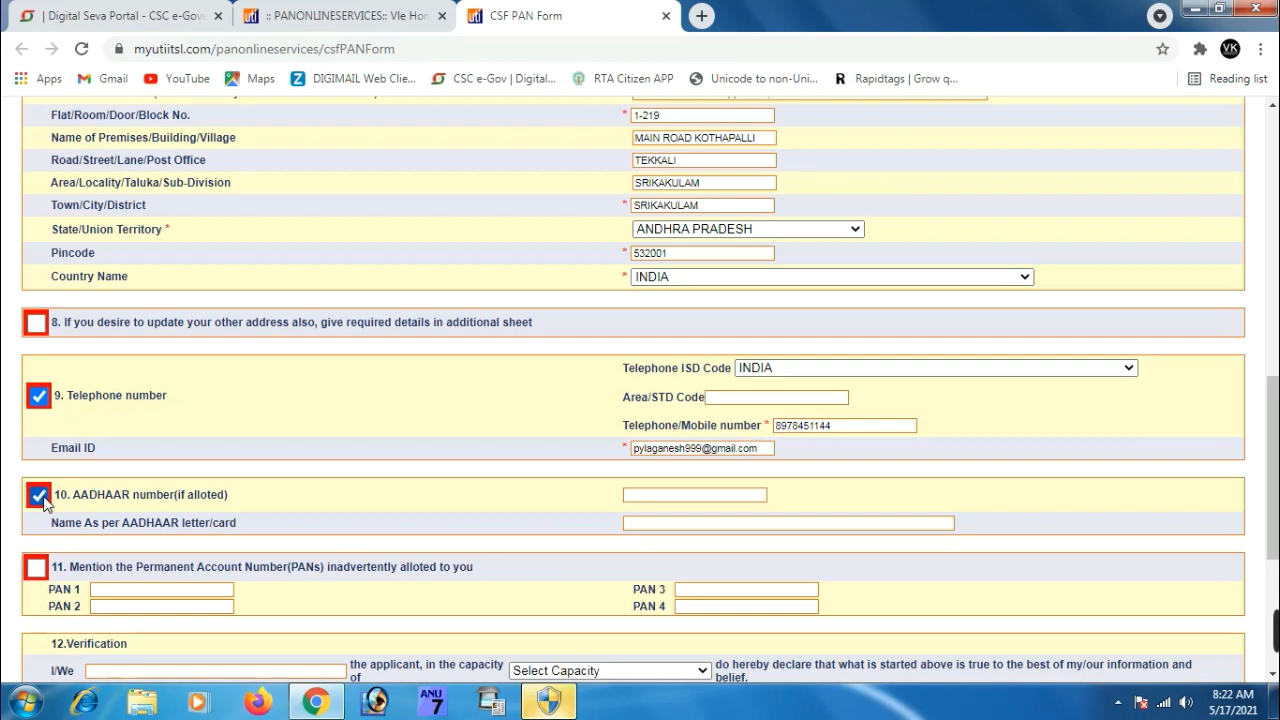 | Digital Seva Portal - CSC e-Gov
:: PANONLINESERVICES:: Vle Hor
CSF PAN Form
myutiitsl.com/panonlineservices/csfPANForm
VK
Apps
Gmail
YouTube
Maps
DIGIMAIL Web Clie...
CSC e-Gov | Digital...
RTA Citizen APP
Unicode to non-Uni...
Rapidtags | Grow q...
Reading list
Flat/Room/Door/Block No. * 1-219
Name of Premises/Building/Village MAIN ROAD KOTHAPALLI
Road/Street/Lane/Post Office TEKKALI
Area/Locality/Taluka/Sub-Division SRIKAKULAM
Town/City/District * SRIKAKULAM
State/Union Territory * ANDHRA PRADESH
Pincode * 532001
Country Name * INDIA
8. If you desire to update your other address also, give required details in additional sheet
Telephone ISD Code INDIA
9. Telephone number
Area/STD Code
Telephone/Mobile number * 8978451144
Email ID * pylaganesh999@gmail.com
10. AADHAAR number(if alloted)
Name As per AADHAAR letter/card
11. Mention the Permanent Account Number(PANs) inadvertently alloted to you
PAN 1 PAN 3
PAN 2 PAN 4
12.Verification
I/We the applicant, in the capacity of Select Capacity do hereby declare that what is started above is true to the best of my/our information and belief.
ANU 7
8:22 AM
5/17/2021